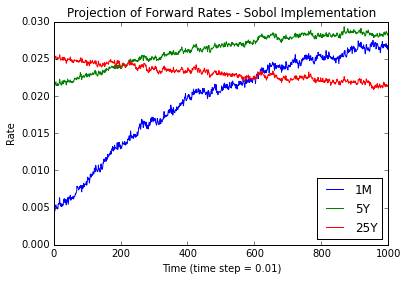 Projection of Forward Rates - Sobol Implementation
0.030
0.025
0.020
0.015
0.010
0.005
0.000
Rate
0
200
400
600
800
1000
Time (time step = 0.01)
1M
5Y
25Y